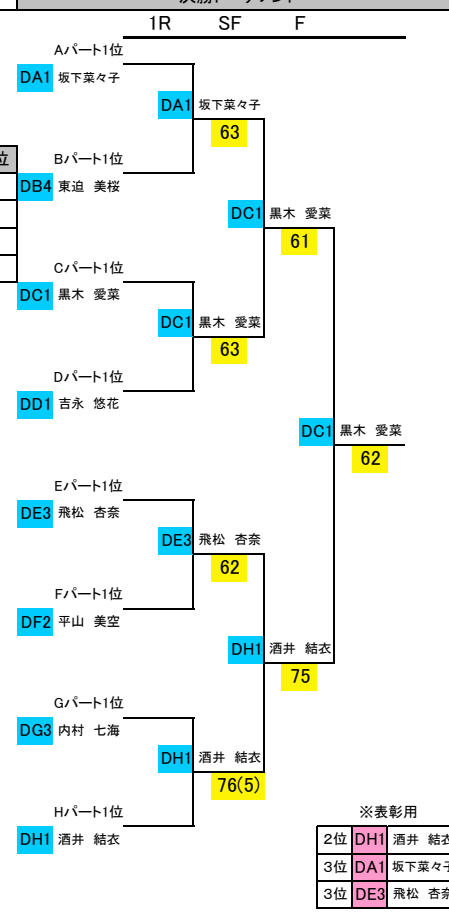 1R SF F
Aパート1位
DA1 坂下菜々子
DA1 坂下菜々子
63
位
Bパート1位
DB4 東迫 美桜
DC1 黒木 愛菜
61
Cパート1位
DC1 黒木 愛菜
DC1 黒木 愛菜
63
Dパート1位
DD1 吉永 悠花
DC1 黒木 愛菜
62
Eパート1位
DE3 飛松 杏奈
DE3 飛松 杏奈
62
Fパート1位
DF2 平山 美空
DH1 酒井 結衣
75
Gパート1位
DG3 内村 七海
DH1 酒井 結衣
76(5)
Hパート1位
DH1 酒井 結衣
※表彰用
2位 DH1 酒井 結衣
3位 DA1 坂下菜々子
3位 DE3 飛松 杏奈